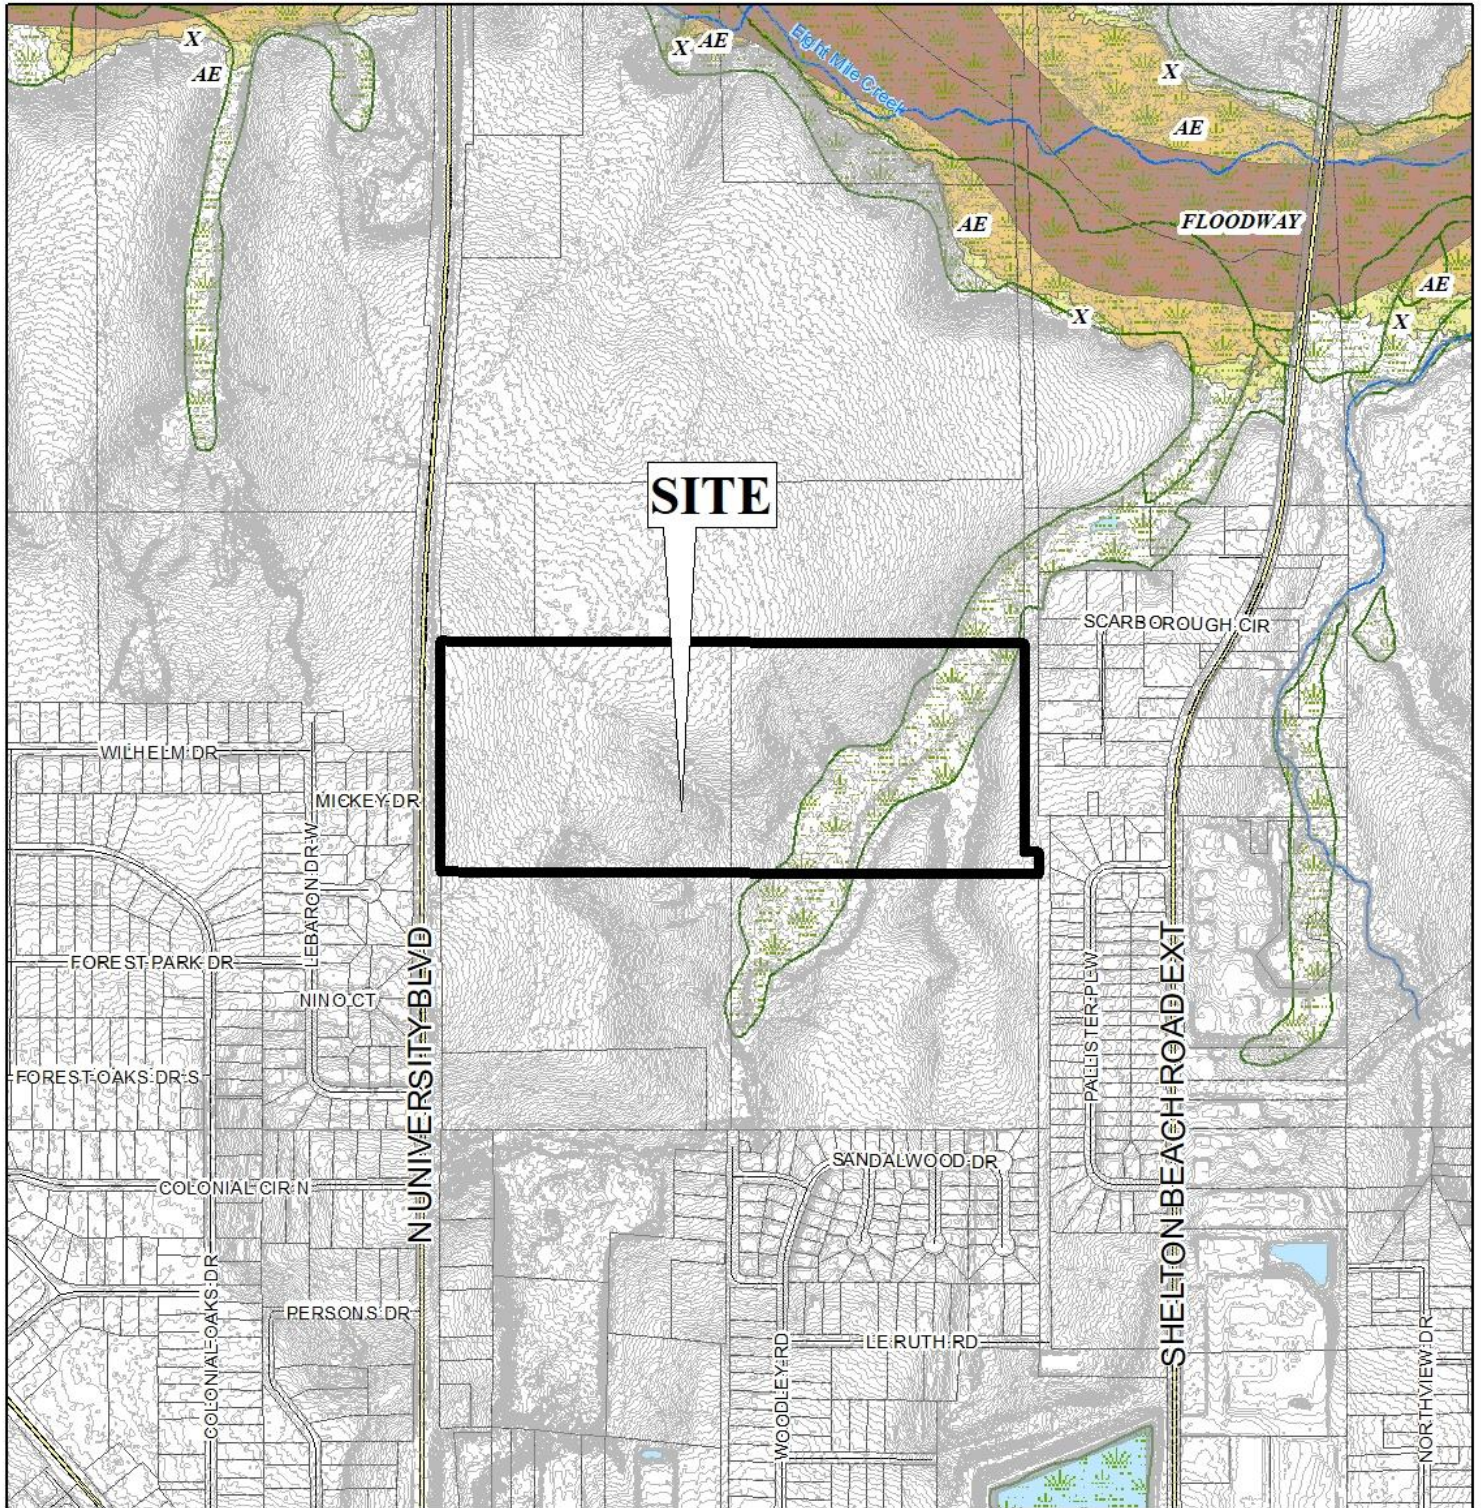 X
AE
X
AE
Eight Mile Creek
X
AE
AE
FLOODWAY
AE
X
X
SITE
SCARBOROUGH CIR
WILHELM DR
MICKEY DR
LEBARON DR W
FOREST PARK DR
NINO CT
N UNIVERSITY BLVD
PALLISTER PL W
SHELTON BEACH ROAD EXT
FOREST OAKS DR S
SANDALWOOD DR
COLONIAL CIR N
COLONIAL OAKS DR
PERSONS DR
WOODLEY RD
LE RUTH RD
NORTHVIEW DR